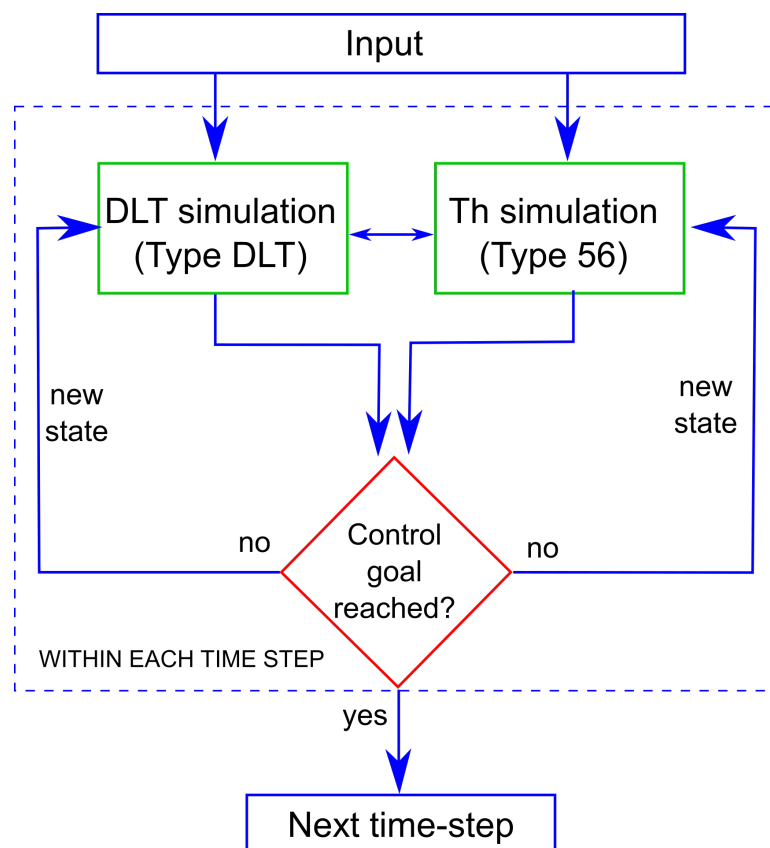 Input
DLT simulation
(Type DLT)
Th simulation
(Type 56)
new
state
new
state
no
Control
goal
reached?
no
WITHIN EACH TIME STEP
yes
Next time-step